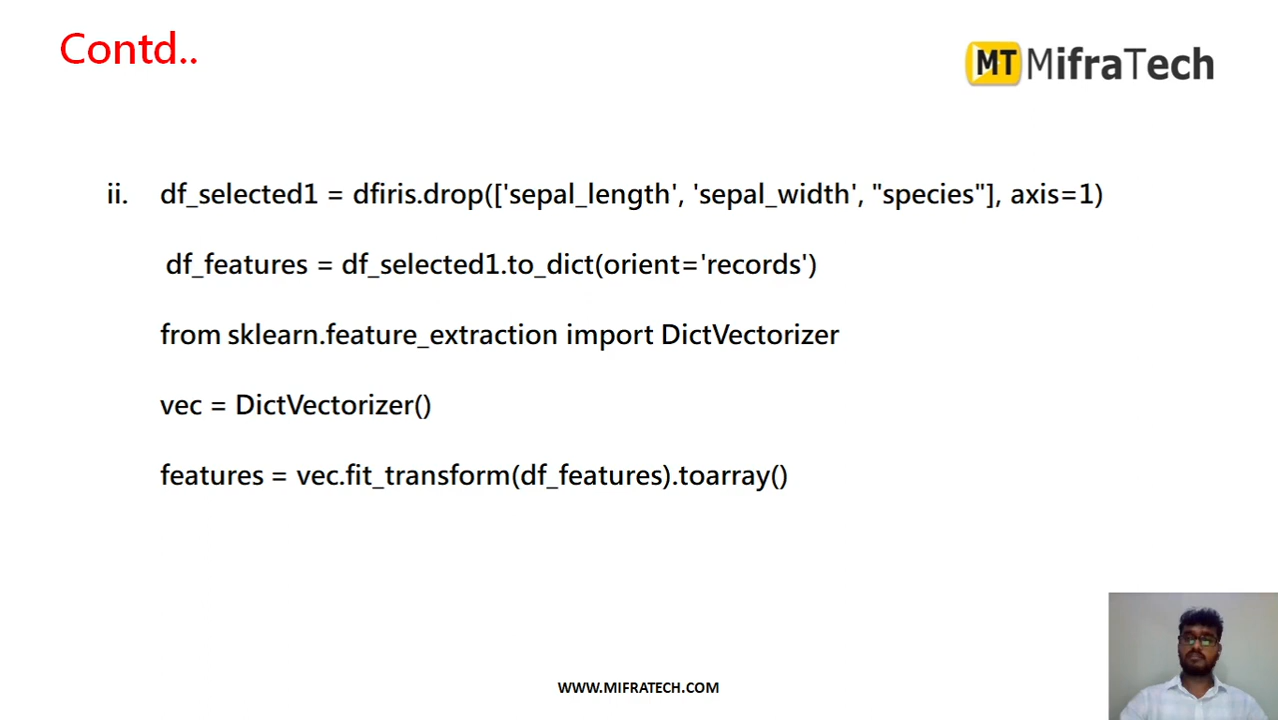 Contd..
MT MifraTech
ii. df_selected1 = dfiris.drop(['sepal_length', 'sepal_width', "species"], axis=1)
df_features = df_selected1.to_dict(orient='records')
from sklearn.feature_extraction import DictVectorizer
vec = DictVectorizer()
features = vec.fit_transform(df_features).toarray()
WWW.MIFRATECH.COM